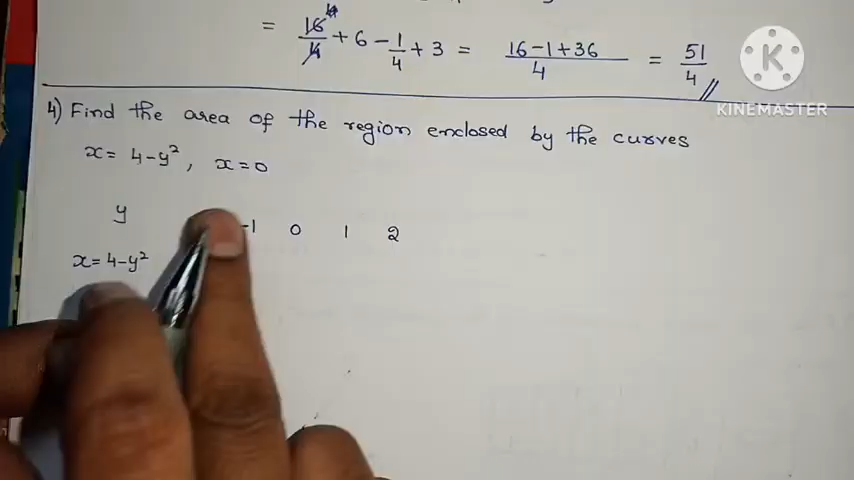 = 16/4 + 6 - 1/4 + 3 = 16-1+36/4 = 51/4 //
K
KINEMASTER
4) Find the area of the region enclosed by the curves
x = 4-y², x=0
y -1 0 1 2
x=4-y²